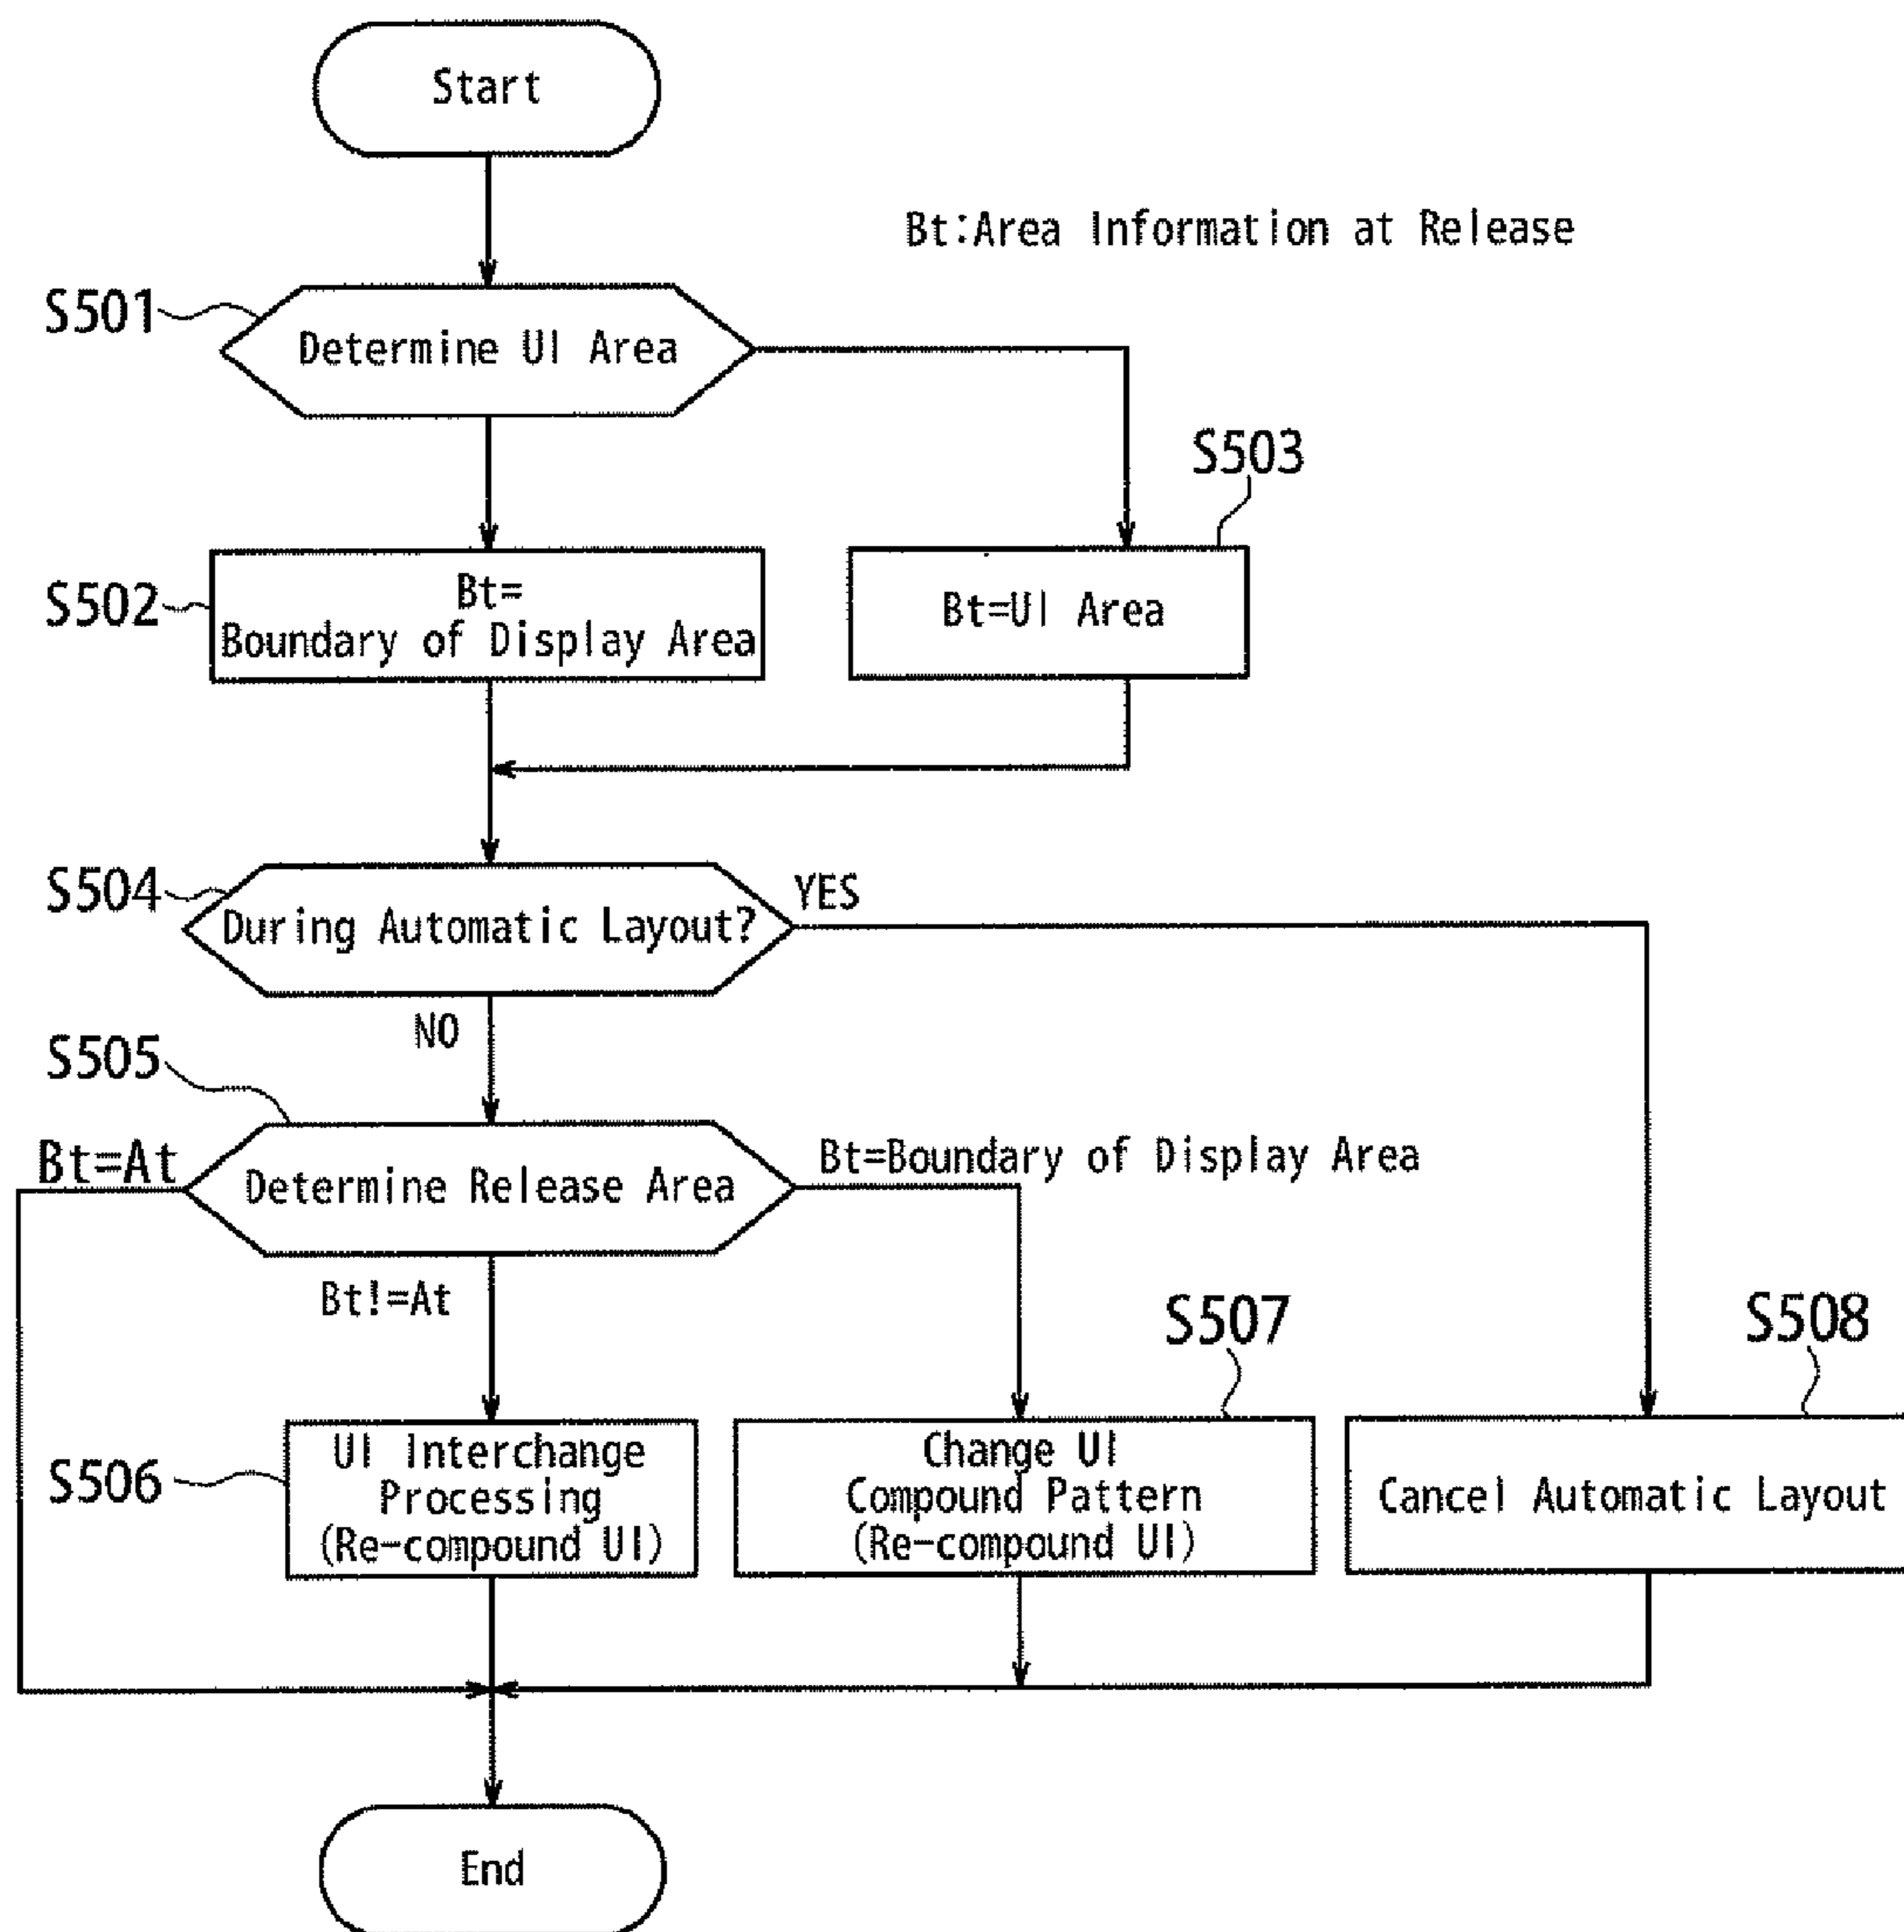 Start
Bt:Area Information at Release
S501
Determine UI Area
S503
S502
Bt=
Boundary of Display Area
Bt=UI Area
S504
YES
During Automatic Layout?
NO
S505
Bt=At
Bt=Boundary of Display Area
Determine Release Area
Bt!=At
S507
S508
S506
UI Interchange
Processing
(Re-compound UI)
Change UI
Compound Pattern
(Re-compound UI)
Cancel Automatic Layout
End